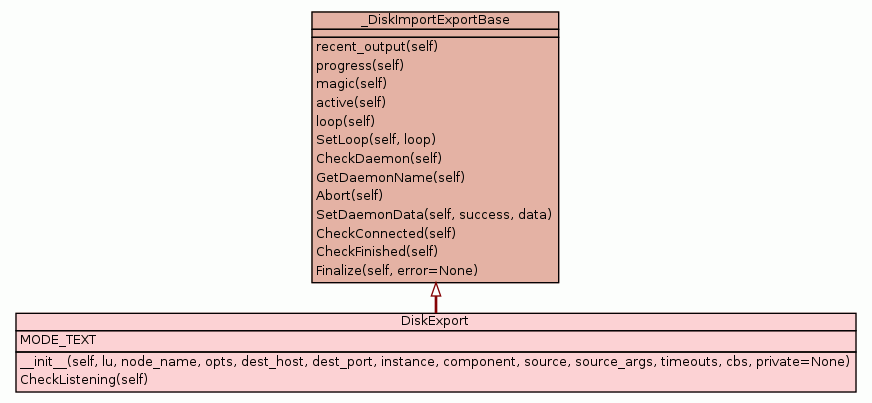 _DiskImportExportBase
recent_output(self)
progress(self)
magic(self)
active(self)
loop(self)
SetLoop(self, loop)
CheckDaemon(self)
GetDaemonName(self)
Abort(self)
SetDaemonData(self, success, data)
CheckConnected(self)
CheckFinished(self)
Finalize(self, error=None)
DiskExport
MODE_TEXT
__init__(self, lu, node_name, opts, dest_host, dest_port, instance, component, source, source_args, timeouts, cbs, private=None)
CheckListening(self)